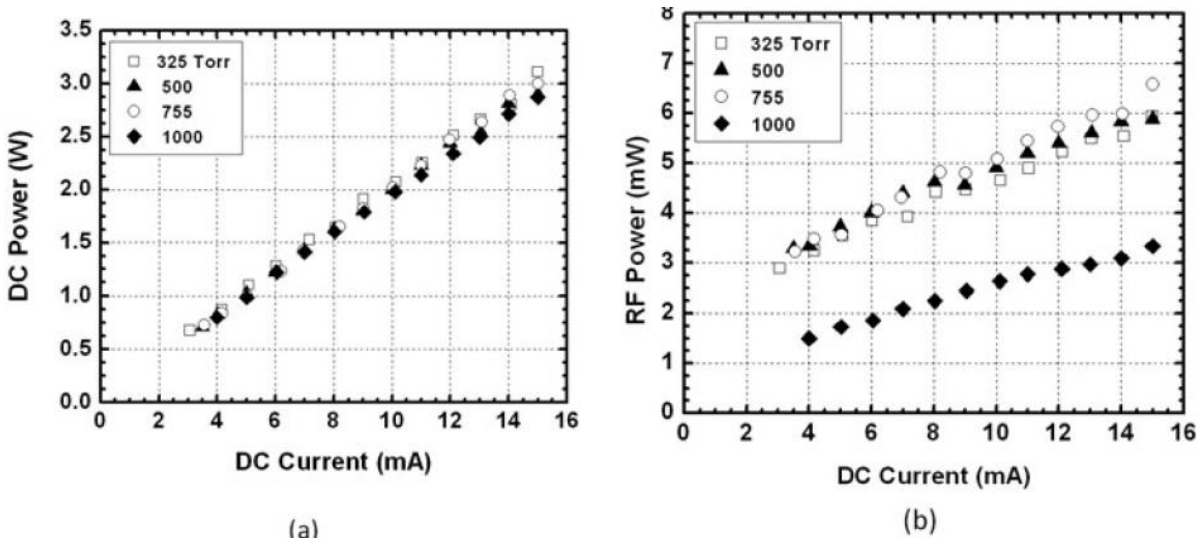 3.5
3.0
2.5
2.0
1.5
1.0
0.5
0.0
DC Power (W)
325 Torr
500
755
1000
0 2 4 6 8 10 12 14 16
DC Current (mA)
(a)
8
7
6
5
4
3
2
1
0
RF Power (mW)
325 Torr
500
755
1000
0 2 4 6 8 10 12 14 16
DC Current (mA)
(b)